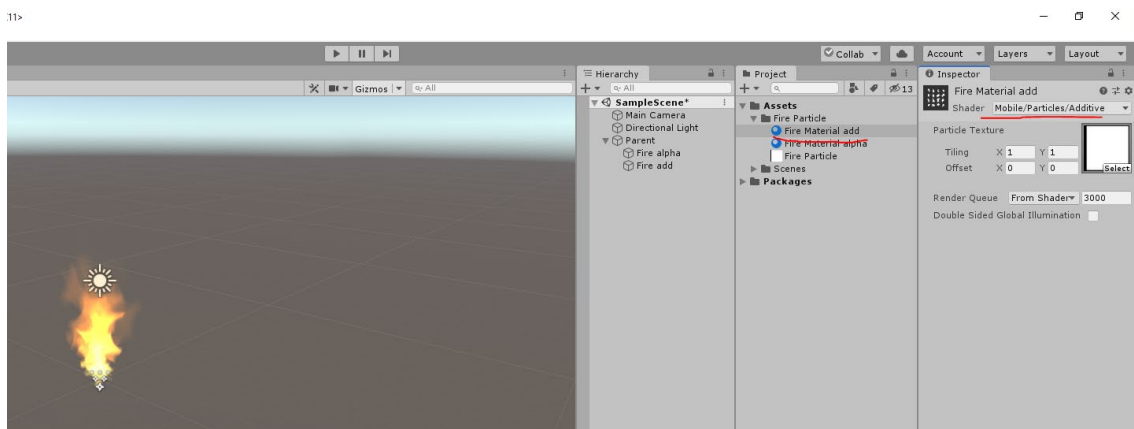 :11>
Collab
Account
Layers
Layout
Gizmos
All
Hierarchy
All
SampleScene*
Main Camera
Directional Light
Parent
Fire alpha
Fire add
Project
13
Assets
Fire Particle
Fire Material add
Fire Material alpha
Fire Particle
Scenes
Packages
Inspector
Fire Material add
Shader Mobile/Particles/Additive
Particle Texture
Tiling X 1 Y 1
Offset X 0 Y 0
Select
Render Queue From Shader 3000
Double Sided Global Illumination